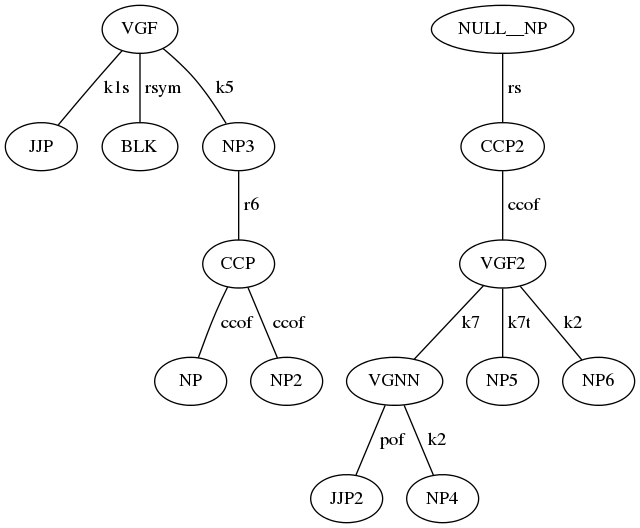 VGF NULL__NP
k1s rsym k5 rs
JJP BLK NP3 CCP2
r6 ccof
CCP VGF2
ccof ccof k7 k7t k2
NP NP2 VGNN NP5 NP6
pof k2
JJP2 NP4